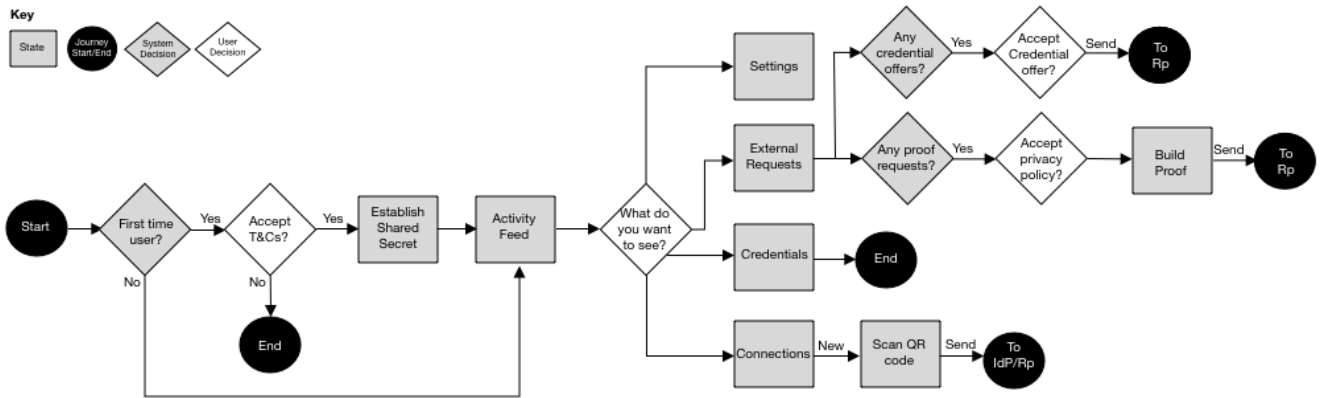 Key
State
Journey
Start/End
System
Decision
User
Decision
Start
First time
user?
Yes
No
Accept
T&Cs?
Yes
No
End
Establish
Shared
Secret
Activity
Feed
What do
you want
to see?
Settings
External
Requests
Any
credential
offers?
Yes
Accept
Credential
offer?
Send
To
Rp
Any proof
requests?
Yes
Accept
privacy
policy?
Build
Proof
Send
To
Rp
Credentials
End
Connections
New
Scan QR
code
Send
To
IdP/Rp